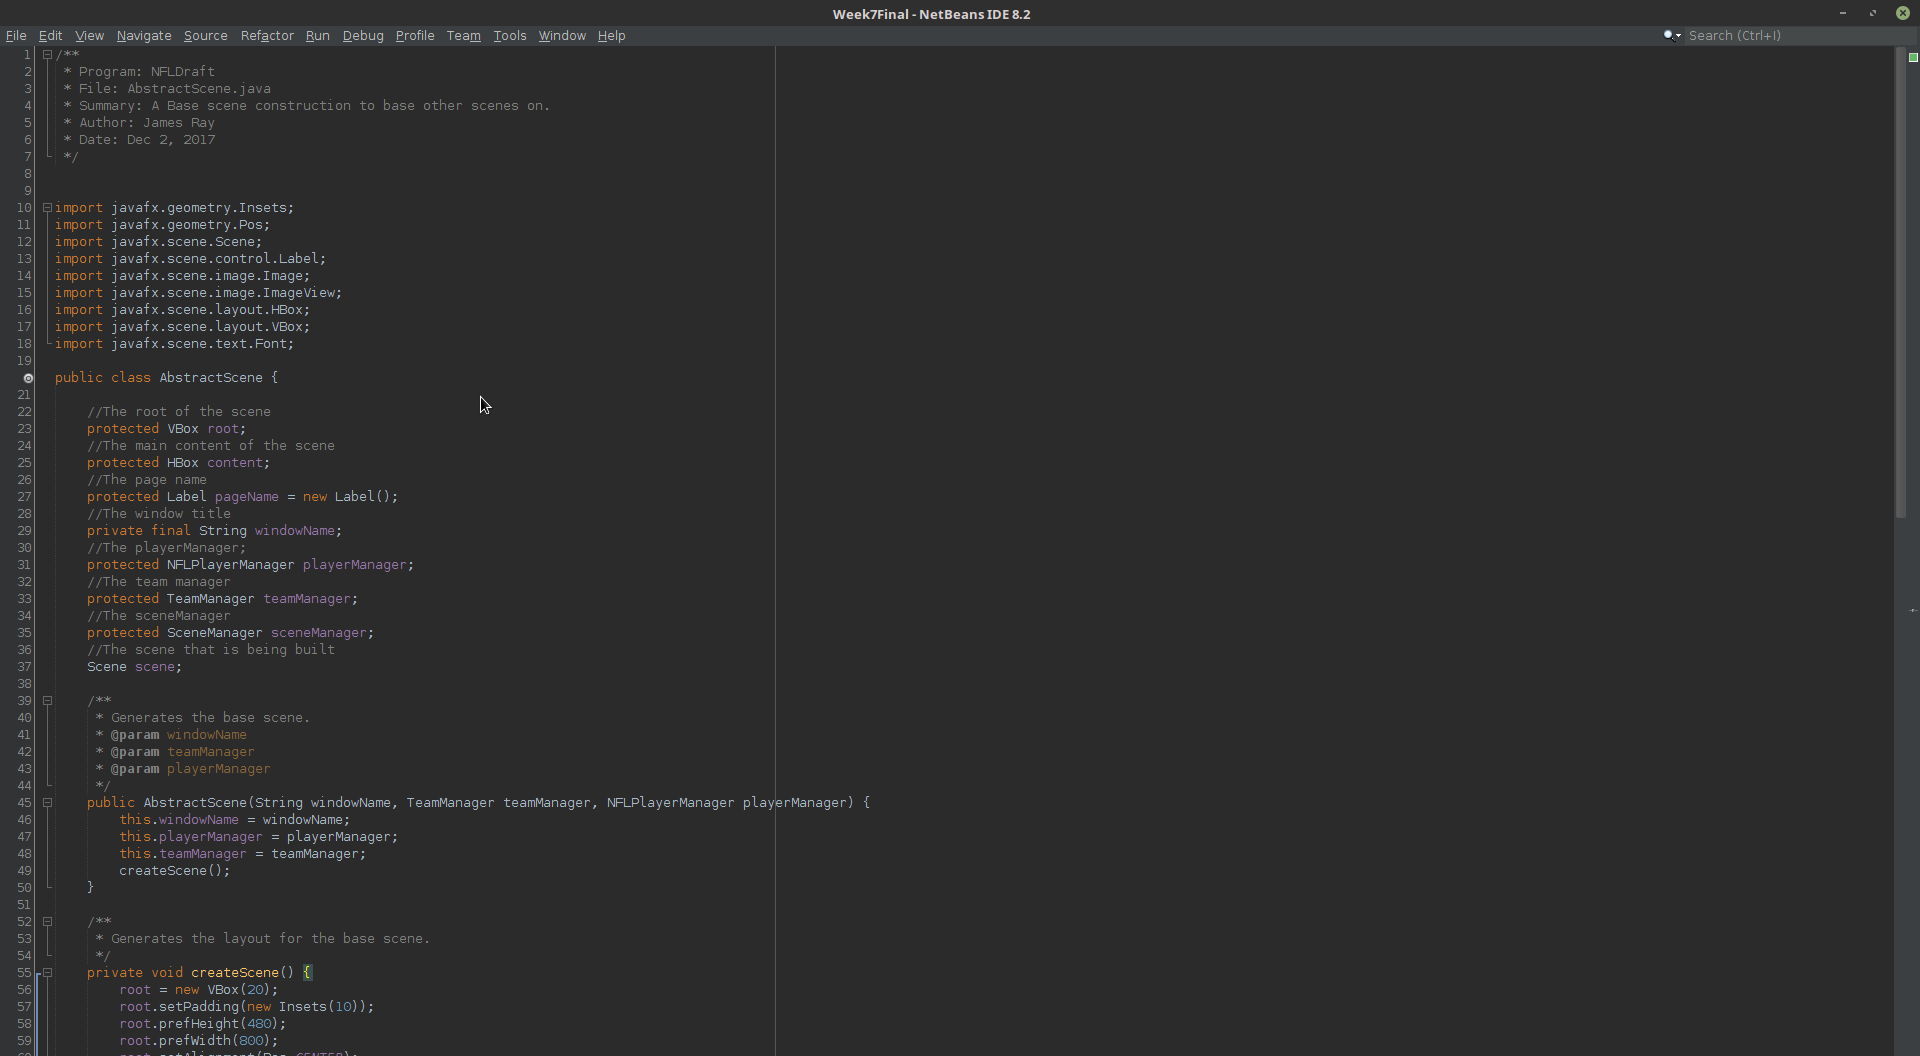 Week7Final - NetBeans IDE 8.2
File Edit View Navigate Source Refactor Run Debug Profile Team Tools Window Help Search (Ctrl+I)
1 /**
2 * Program: NFLDraft
3 * File: AbstractScene.java
4 * Summary: A Base scene construction to base other scenes on.
5 * Author: James Ray
6 * Date: Dec 2, 2017
7 */
8
9
10 import javafx.geometry.Insets;
11 import javafx.geometry.Pos;
12 import javafx.scene.Scene;
13 import javafx.scene.control.Label;
14 import javafx.scene.image.Image;
15 import javafx.scene.image.ImageView;
16 import javafx.scene.layout.HBox;
17 import javafx.scene.layout.VBox;
18 import javafx.scene.text.Font;
19
public class AbstractScene {
21
22 //The root of the scene
23 protected VBox root;
24 //The main content of the scene
25 protected HBox content;
26 //The page name
27 protected Label pageName = new Label();
28 //The window title
29 private final String windowName;
30 //The playerManager;
31 protected NFLPlayerManager playerManager;
32 //The team manager
33 protected TeamManager teamManager;
34 //The sceneManager
35 protected SceneManager sceneManager;
36 //The scene that is being built
37 Scene scene;
38
39 /**
40 * Generates the base scene.
41 * @param windowName
42 * @param teamManager
43 * @param playerManager
44 */
45 public AbstractScene(String windowName, TeamManager teamManager, NFLPlayerManager playerManager) {
46 this.windowName = windowName;
47 this.playerManager = playerManager;
48 this.teamManager = teamManager;
49 createScene();
50 }
51
52 /**
53 * Generates the layout for the base scene.
54 */
55 private void createScene() {
56 root = new VBox(20);
57 root.setPadding(new Insets(10));
58 root.prefHeight(480);
59 root.prefWidth(800);
60 root.setAlignment(Pos.CENTER);